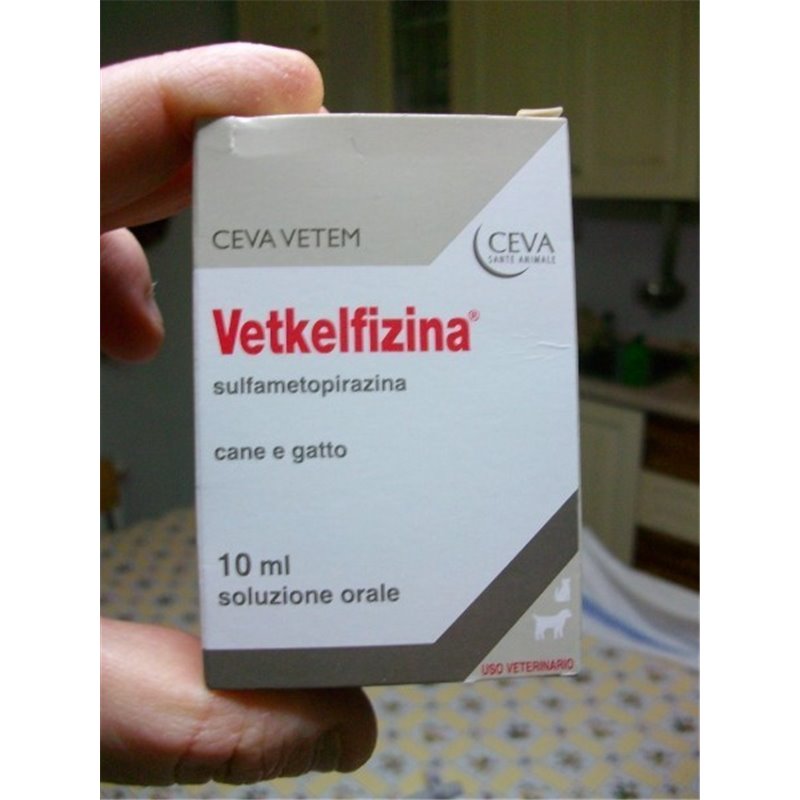 CEVA VETEM
CEVA
SANTÉ ANIMALE
Vetkelfizina®
sulfametopirazina
cane e gatto
10 ml
soluzione orale
USO VETERINARIO